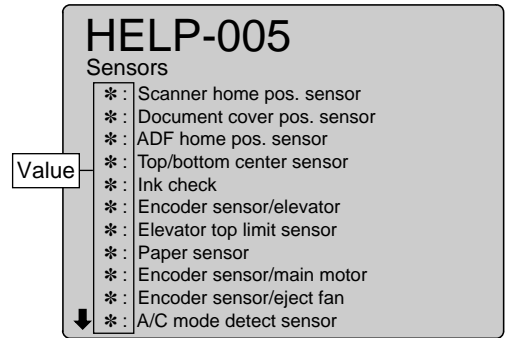 HELP-005
Sensors
✻ : Scanner home pos. sensor
✻ : Document cover pos. sensor
✻ : ADF home pos. sensor
Value
✻ : Top/bottom center sensor
✻ : Ink check
✻ : Encoder sensor/elevator
✻ : Elevator top limit sensor
✻ : Paper sensor
✻ : Encoder sensor/main motor
✻ : Encoder sensor/eject fan
✻ : A/C mode detect sensor